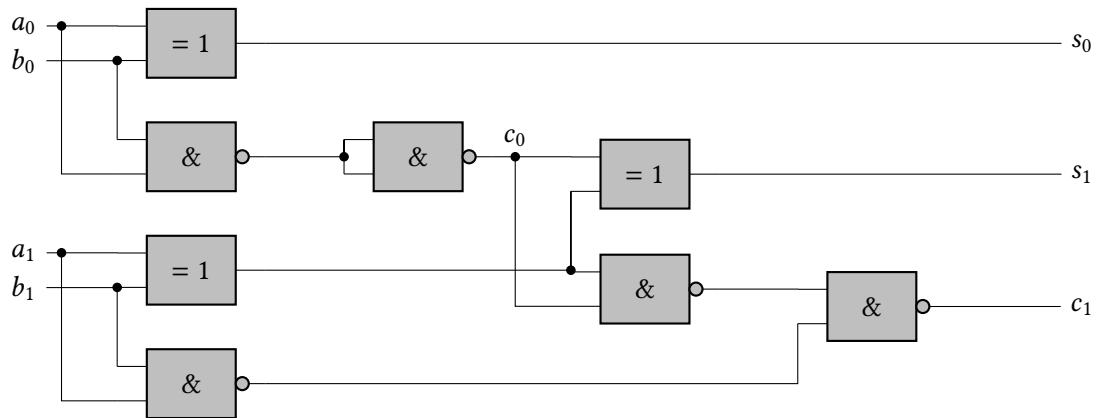 a₀
= 1
s₀
b₀
&
&
c₀
= 1
s₁
a₁
= 1
b₁
&
&
c₁
&